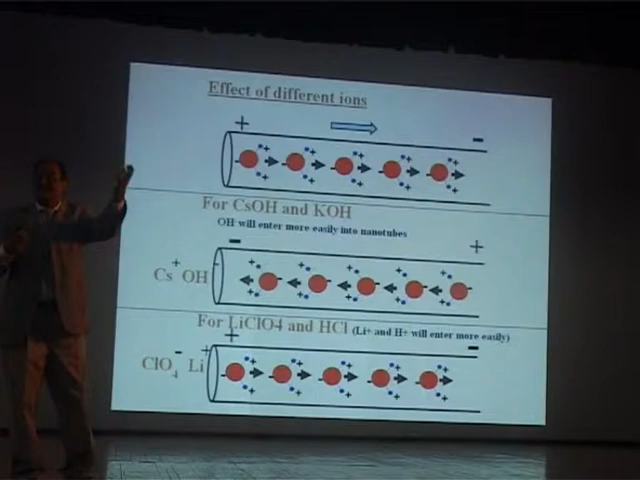 Effect of different ions
+ -
For CsOH and KOH
OH- will enter more easily into nanotubes
- +
Cs+ OH-
For LiClO4 and HCl (Li+ and H+ will enter more easily)
+ -
ClO4- Li+